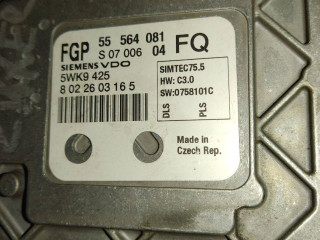 FGP 55 564 081 FQ
S 07 006 04
SIEMENS VDO
5WK9 425
8 02 26 03 16 5
SIMTEC75.5
HW: C3.0
SW:0758101C
DLS PLS
Made in
Czech Rep.